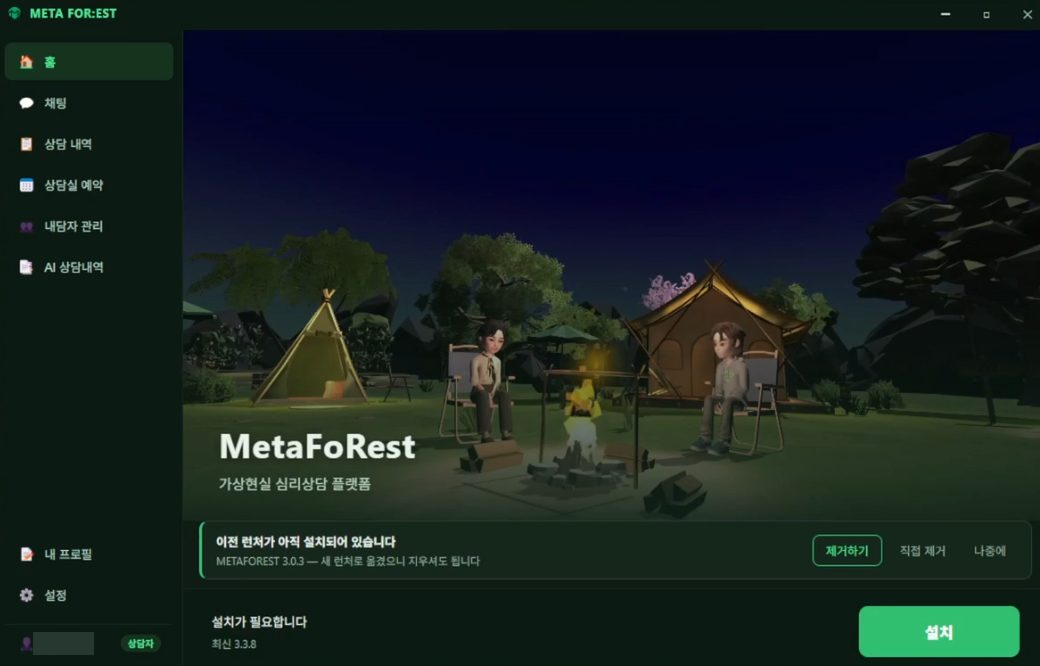 META FOR:EST
홈
채팅
상담 내역
상담실 예약
내담자 관리
AI 상담내역
내 프로필
설정
상담자
MetaFoRest
가상현실 심리상담 플랫폼
이전 런처가 아직 설치되어 있습니다
METAFOREST 3.0.3 — 새 런처로 옮겼으니 지우셔도 됩니다
제거하기
직접 제거
나중에
설치가 필요합니다
최신 3.3.8
설치